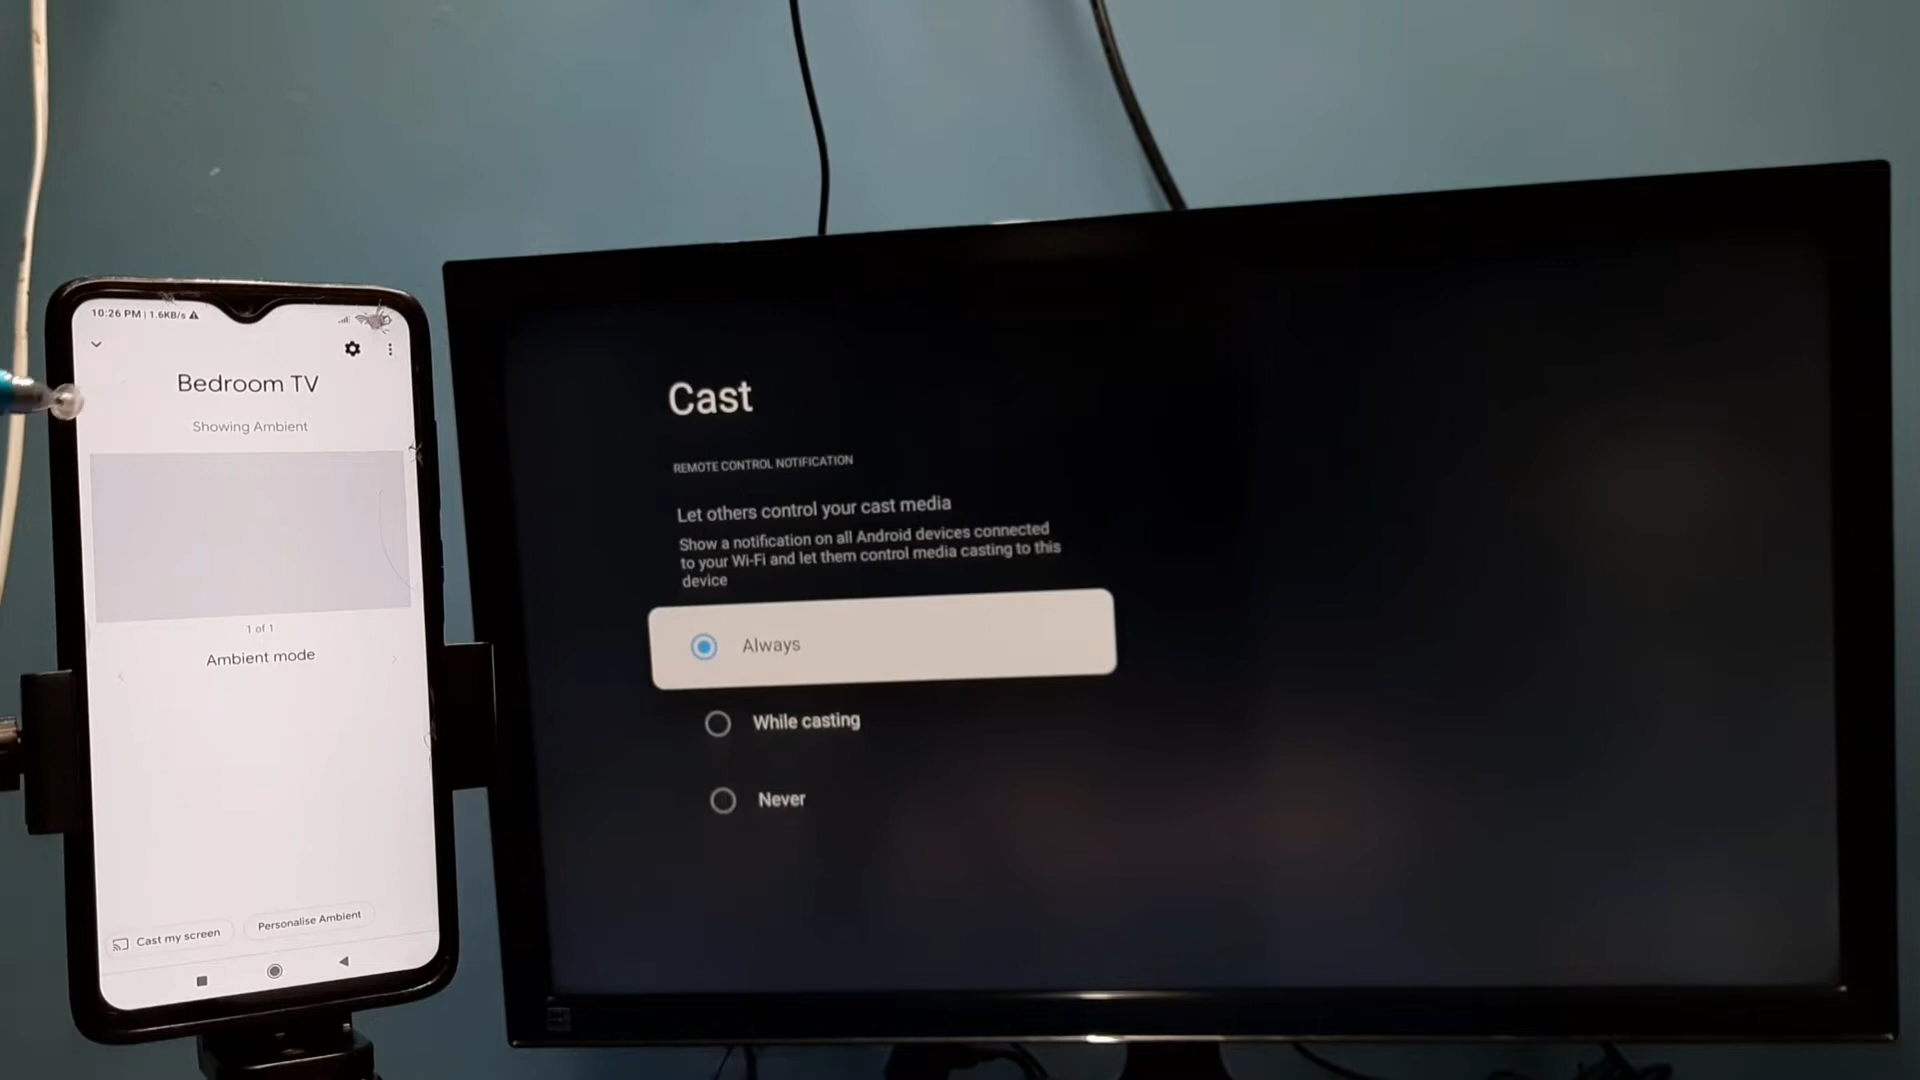 10:26 PM | 1.6KB/s
Bedroom TV
Showing Ambient
1 of 1
Ambient mode
Cast my screen
Personalise Ambient
Cast
REMOTE CONTROL NOTIFICATION
Let others control your cast media
Show a notification on all Android devices connected
to your Wi-Fi and let them control media casting to this
device
Always
While casting
Never